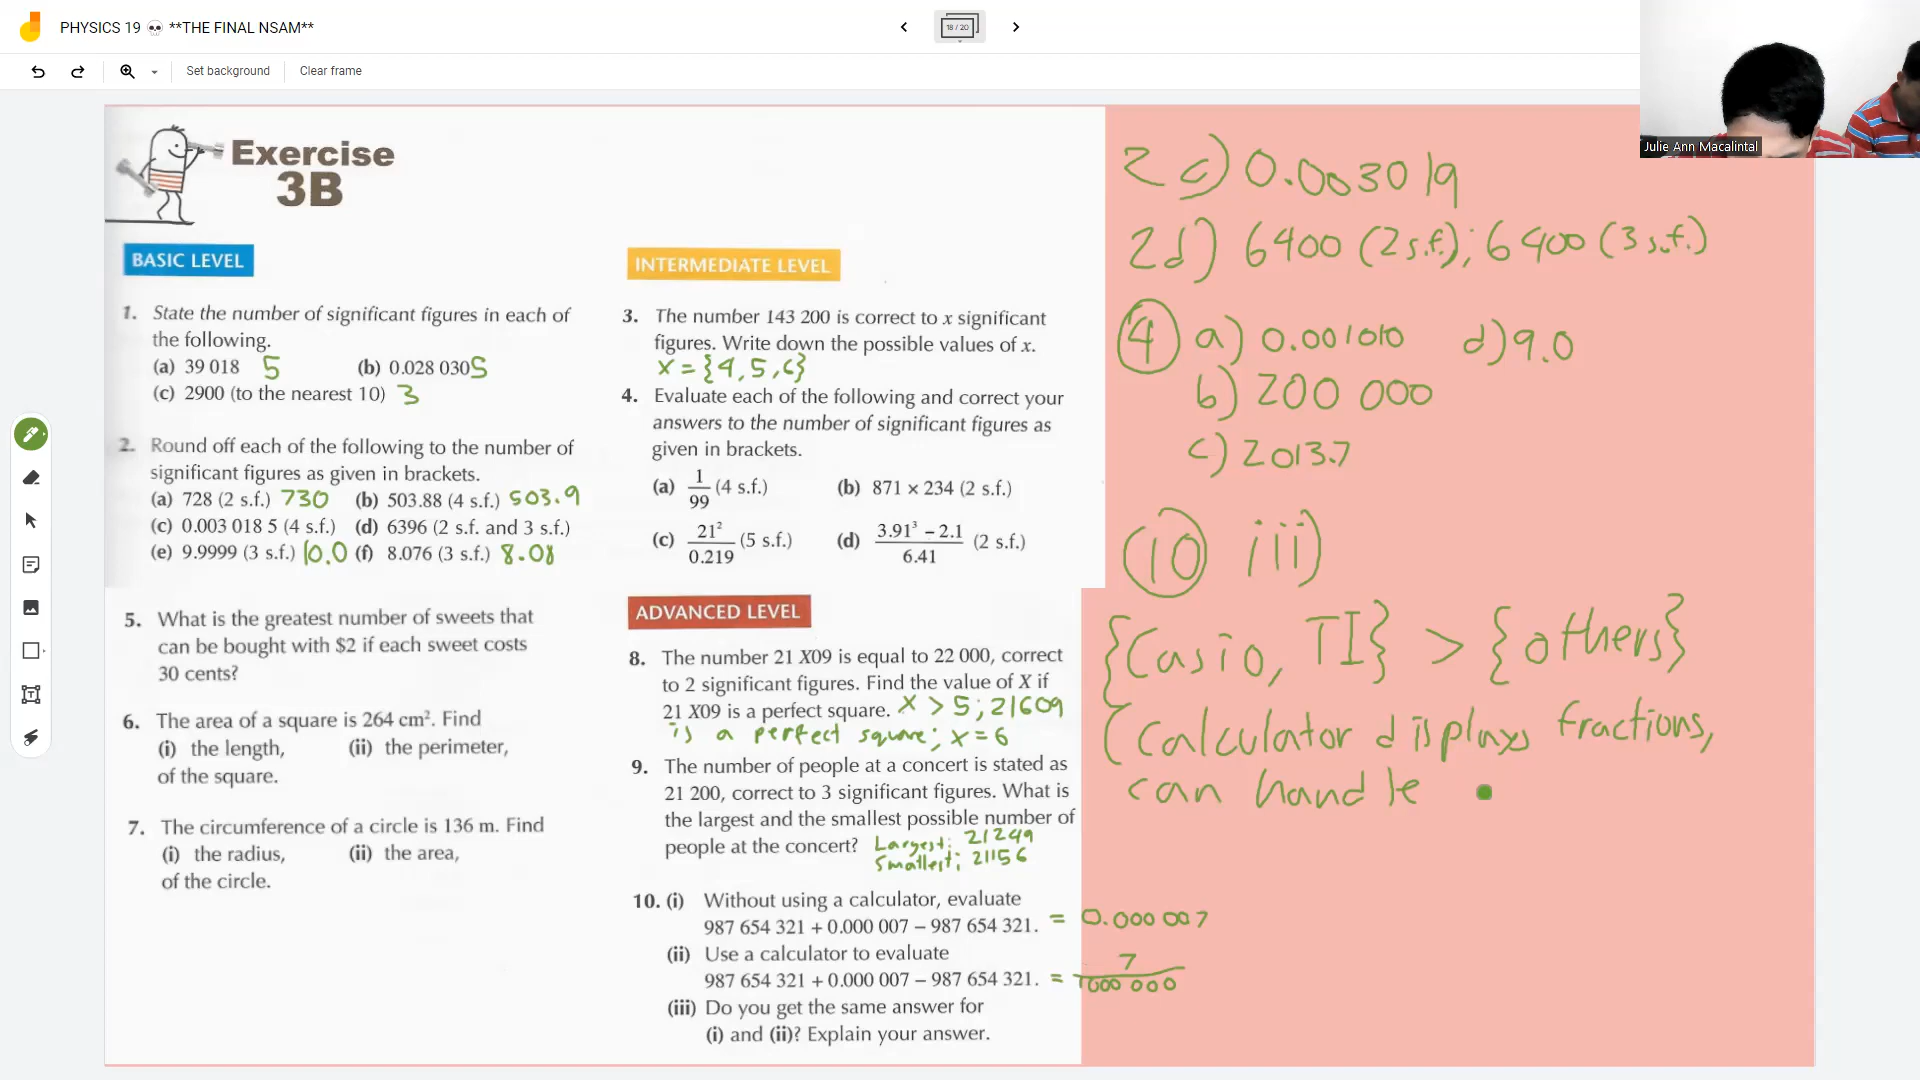 PHYSICS 19 💀 **THE FINAL NSAM**
18 / 20
Set background
Clear frame
Julie Ann Macalintal
Exercise
3B
BASIC LEVEL
1. State the number of significant figures in each of
the following.
(a) 39 018 5 (b) 0.028 030 5
(c) 2900 (to the nearest 10) 3
2. Round off each of the following to the number of
significant figures as given in brackets.
(a) 728 (2 s.f.) 730 (b) 503.88 (4 s.f.) 503.9
(c) 0.003 018 5 (4 s.f.) (d) 6396 (2 s.f. and 3 s.f.)
(e) 9.9999 (3 s.f.) 10.0 (f) 8.076 (3 s.f.) 8.08
5. What is the greatest number of sweets that
can be bought with $2 if each sweet costs
30 cents?
6. The area of a square is 264 cm². Find
(i) the length, (ii) the perimeter,
of the square.
7. The circumference of a circle is 136 m. Find
(i) the radius, (ii) the area,
of the circle.
INTERMEDIATE LEVEL
3. The number 143 200 is correct to x significant
figures. Write down the possible values of x.
x = {4, 5, 6}
4. Evaluate each of the following and correct your
answers to the number of significant figures as
given in brackets.
(a) 1/99 (4 s.f.) (b) 871 × 234 (2 s.f.)
(c) 21²/0.219 (5 s.f.) (d) 3.91³ − 2.1/6.41 (2 s.f.)
ADVANCED LEVEL
8. The number 21 X09 is equal to 22 000, correct
to 2 significant figures. Find the value of X if
21 X09 is a perfect square. X > 5; 21609
is a perfect square; x = 6
9. The number of people at a concert is stated as
21 200, correct to 3 significant figures. What is
the largest and the smallest possible number of
people at the concert? Largest: 21249
Smallest: 21156
10. (i) Without using a calculator, evaluate
987 654 321 + 0.000 007 − 987 654 321. = 0.000 007
(ii) Use a calculator to evaluate
987 654 321 + 0.000 007 − 987 654 321. = 7/1000 000
(iii) Do you get the same answer for
(i) and (ii)? Explain your answer.
2c) 0.003019
2d) 6400 (2 s.f.); 6400 (3 s.f.)
4 a) 0.001010 d) 9.0
b) 200 000
c) 2013.7
10 iii)
{Casio, TI} > {others}
(Calculator displays fractions,
can handle